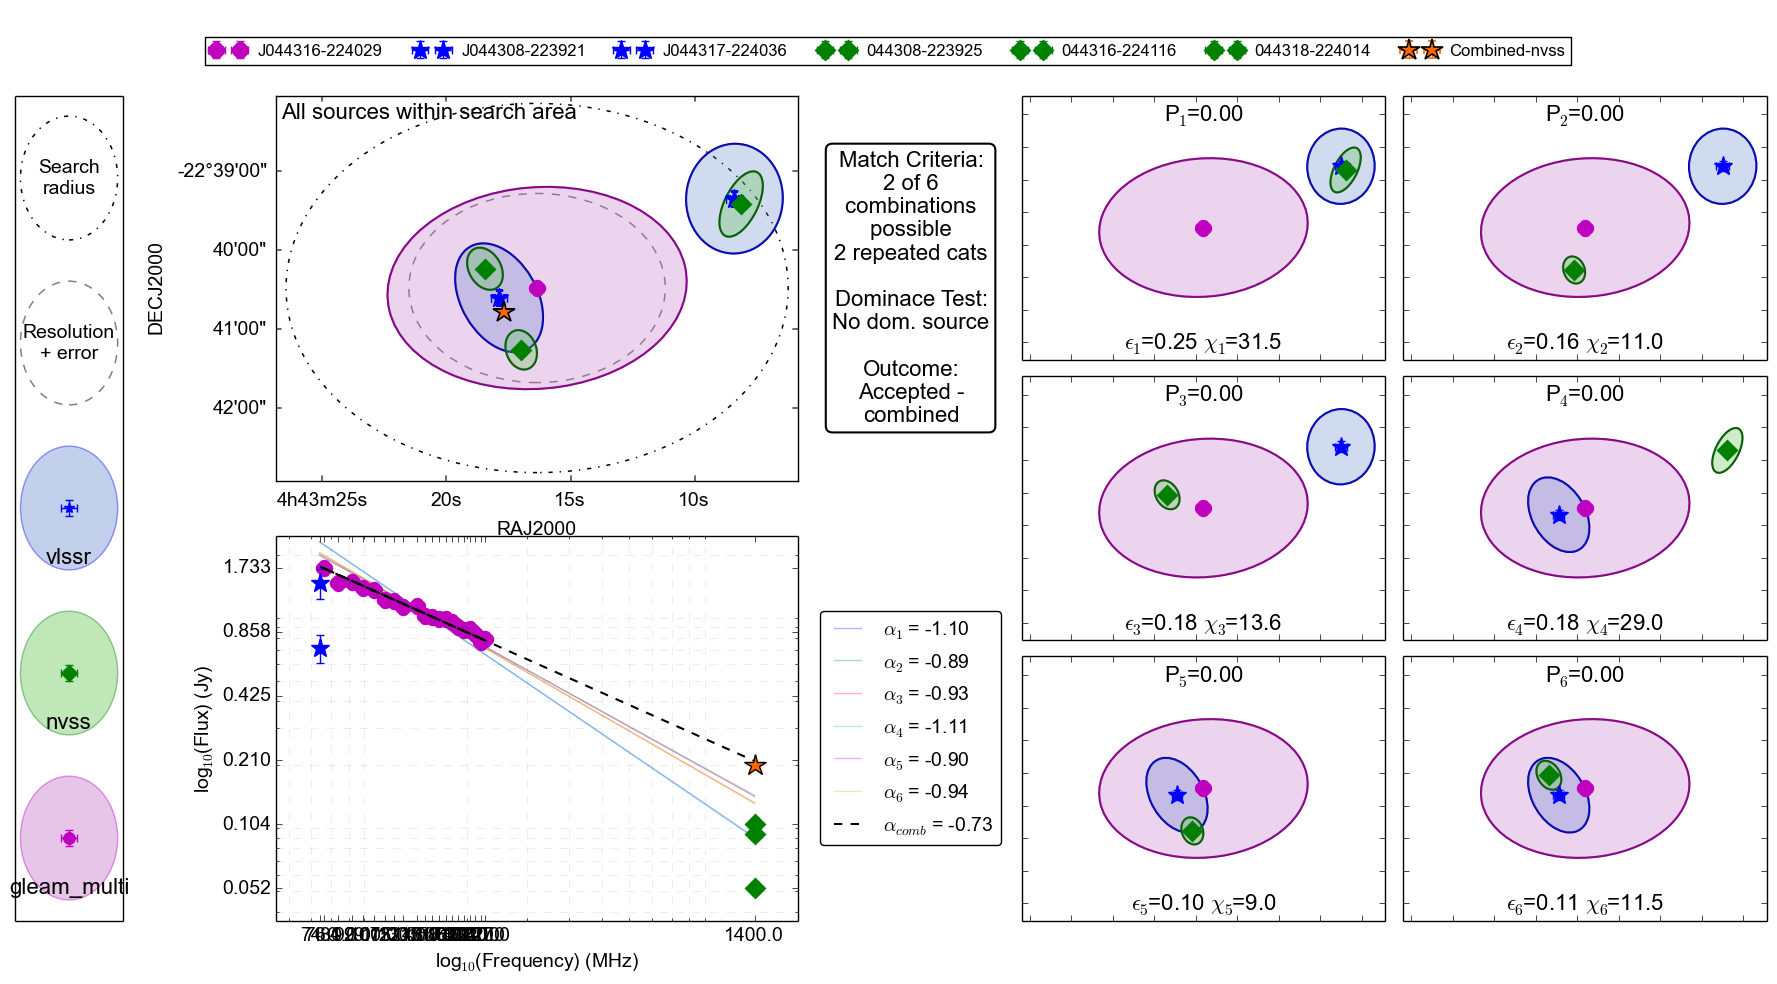 J044316-224029 J044308-223921 J044317-224036 044308-223925 044316-224116 044318-224014 Combined-nvss
Search
radius
Resolution
+ error
vlssr
nvss
gleam_multi
All sources within search area
DECJ2000
-22°39'00"
40'00"
41'00"
42'00"
4h43m25s 20s 15s 10s
RAJ2000
Match Criteria:
2 of 6
combinations
possible
2 repeated cats
Dominace Test:
No dom. source
Outcome:
Accepted -
combined
log10(Flux) (Jy)
1.733
0.858
0.425
0.210
0.104
0.052
1400.0
log10(Frequency) (MHz)
α1 = -1.10
α2 = -0.89
α3 = -0.93
α4 = -1.11
α5 = -0.90
α6 = -0.94
αcomb = -0.73
P1=0.00
ϵ1=0.25 χ1=31.5
P2=0.00
ϵ2=0.16 χ2=11.0
P3=0.00
ϵ3=0.18 χ3=13.6
P4=0.00
ϵ4=0.18 χ4=29.0
P5=0.00
ϵ5=0.10 χ5=9.0
P6=0.00
ϵ6=0.11 χ6=11.5